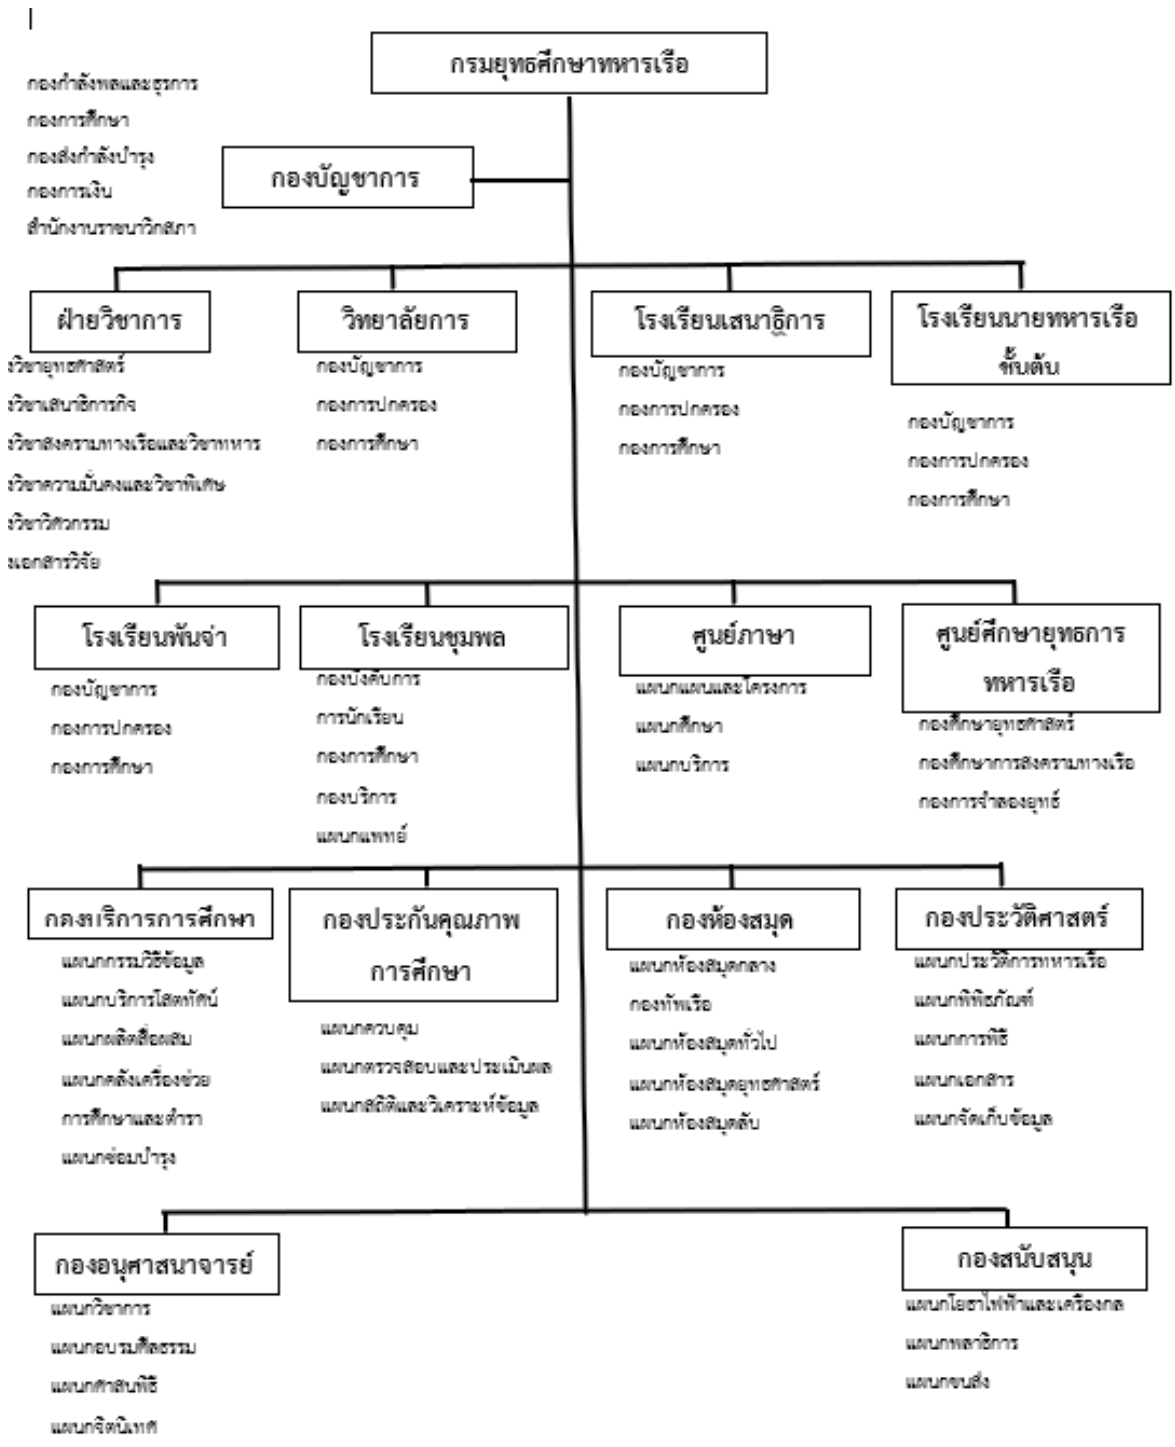 กรมยุทธศึกษาทหารเรือ
กองกำลังพลและธุรการ
กองการศึกษา
กองส่งกำลังบำรุง
กองการเงิน
สำนักงานราชนาวิกสภา
กองบัญชาการ
ฝ่ายวิชาการ
งวิชายุทธศาสตร์
งวิชาเสนาธิการกิจ
งวิชาสงครามทางเรือและวิชาทหาร
งวิชาความมั่นคงและวิชาพิเศษ
งวิชาวิศวกรรม
งเอกสารวิจัย
วิทยาลัยการ
กองบัญชาการ
กองการปกครอง
กองการศึกษา
โรงเรียนเสนาธิการ
กองบัญชาการ
กองการปกครอง
กองการศึกษา
โรงเรียนนายทหารเรือ
ชั้นต้น
กองบัญชาการ
กองการปกครอง
กองการศึกษา
โรงเรียนพันจ่า
กองบัญชาการ
กองการปกครอง
กองการศึกษา
โรงเรียนชุมพล
กองบังคับการ
การนักเรียน
กองการศึกษา
กองบริการ
แผนกแพทย์
ศูนย์ภาษา
แผนกแผนและโครงการ
แผนกศึกษา
แผนกบริการ
ศูนย์ศึกษายุทธการ
ทหารเรือ
กองศึกษายุทธศาสตร์
กองศึกษาการสงครามทางเรือ
กองการจำลองยุทธ์
กองบริการการศึกษา
แผนกกรรมวิธีข้อมูล
แผนกบริการโสตทัศน์
แผนกผลิตสื่อผสม
แผนกคลังเครื่องช่วย
การศึกษาและตำรา
แผนกซ่อมบำรุง
กองประกันคุณภาพ
การศึกษา
แผนกควบคุม
แผนกตรวจสอบและประเมินผล
แผนกสถิติและวิเคราะห์ข้อมูล
กองห้องสมุด
แผนกห้องสมุดกลาง
กองทัพเรือ
แผนกห้องสมุดทั่วไป
แผนกห้องสมุดยุทธศาสตร์
แผนกห้องสมุดลับ
กองประวัติศาสตร์
แผนกประวัติการทหารเรือ
แผนกพิพิธภัณฑ์
แผนกการพิธี
แผนกเอกสาร
แผนกจัดเก็บข้อมูล
กองอนุศาสนาจารย์
แผนกวิชาการ
แผนกอบรมศีลธรรม
แผนกศาสนพิธี
แผนกจิตนิเทศ
กองสนับสนุน
แผนกโยธาไฟฟ้าและเครื่องกล
แผนกพลาธิการ
แผนกขนส่ง